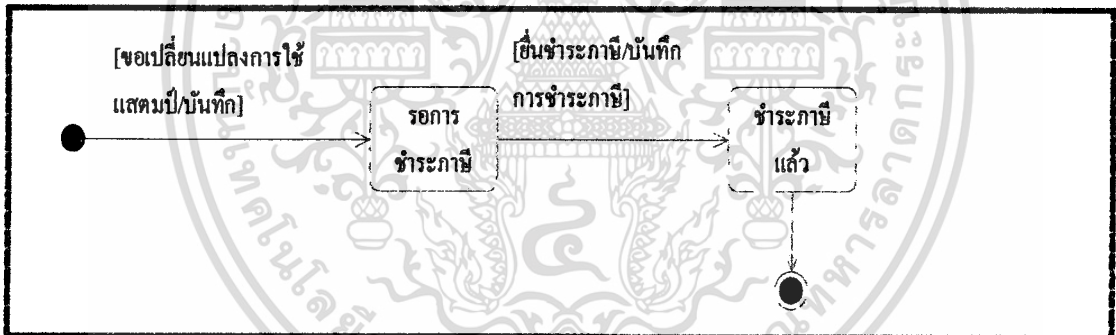 [ขอเปลี่ยนแปลงการใช้
แสตมป์/บันทึก]
รอการ
ชำระภาษี
[ยื่นชำระภาษี/บันทึก
การชำระภาษี]
ชำระภาษี
แล้ว